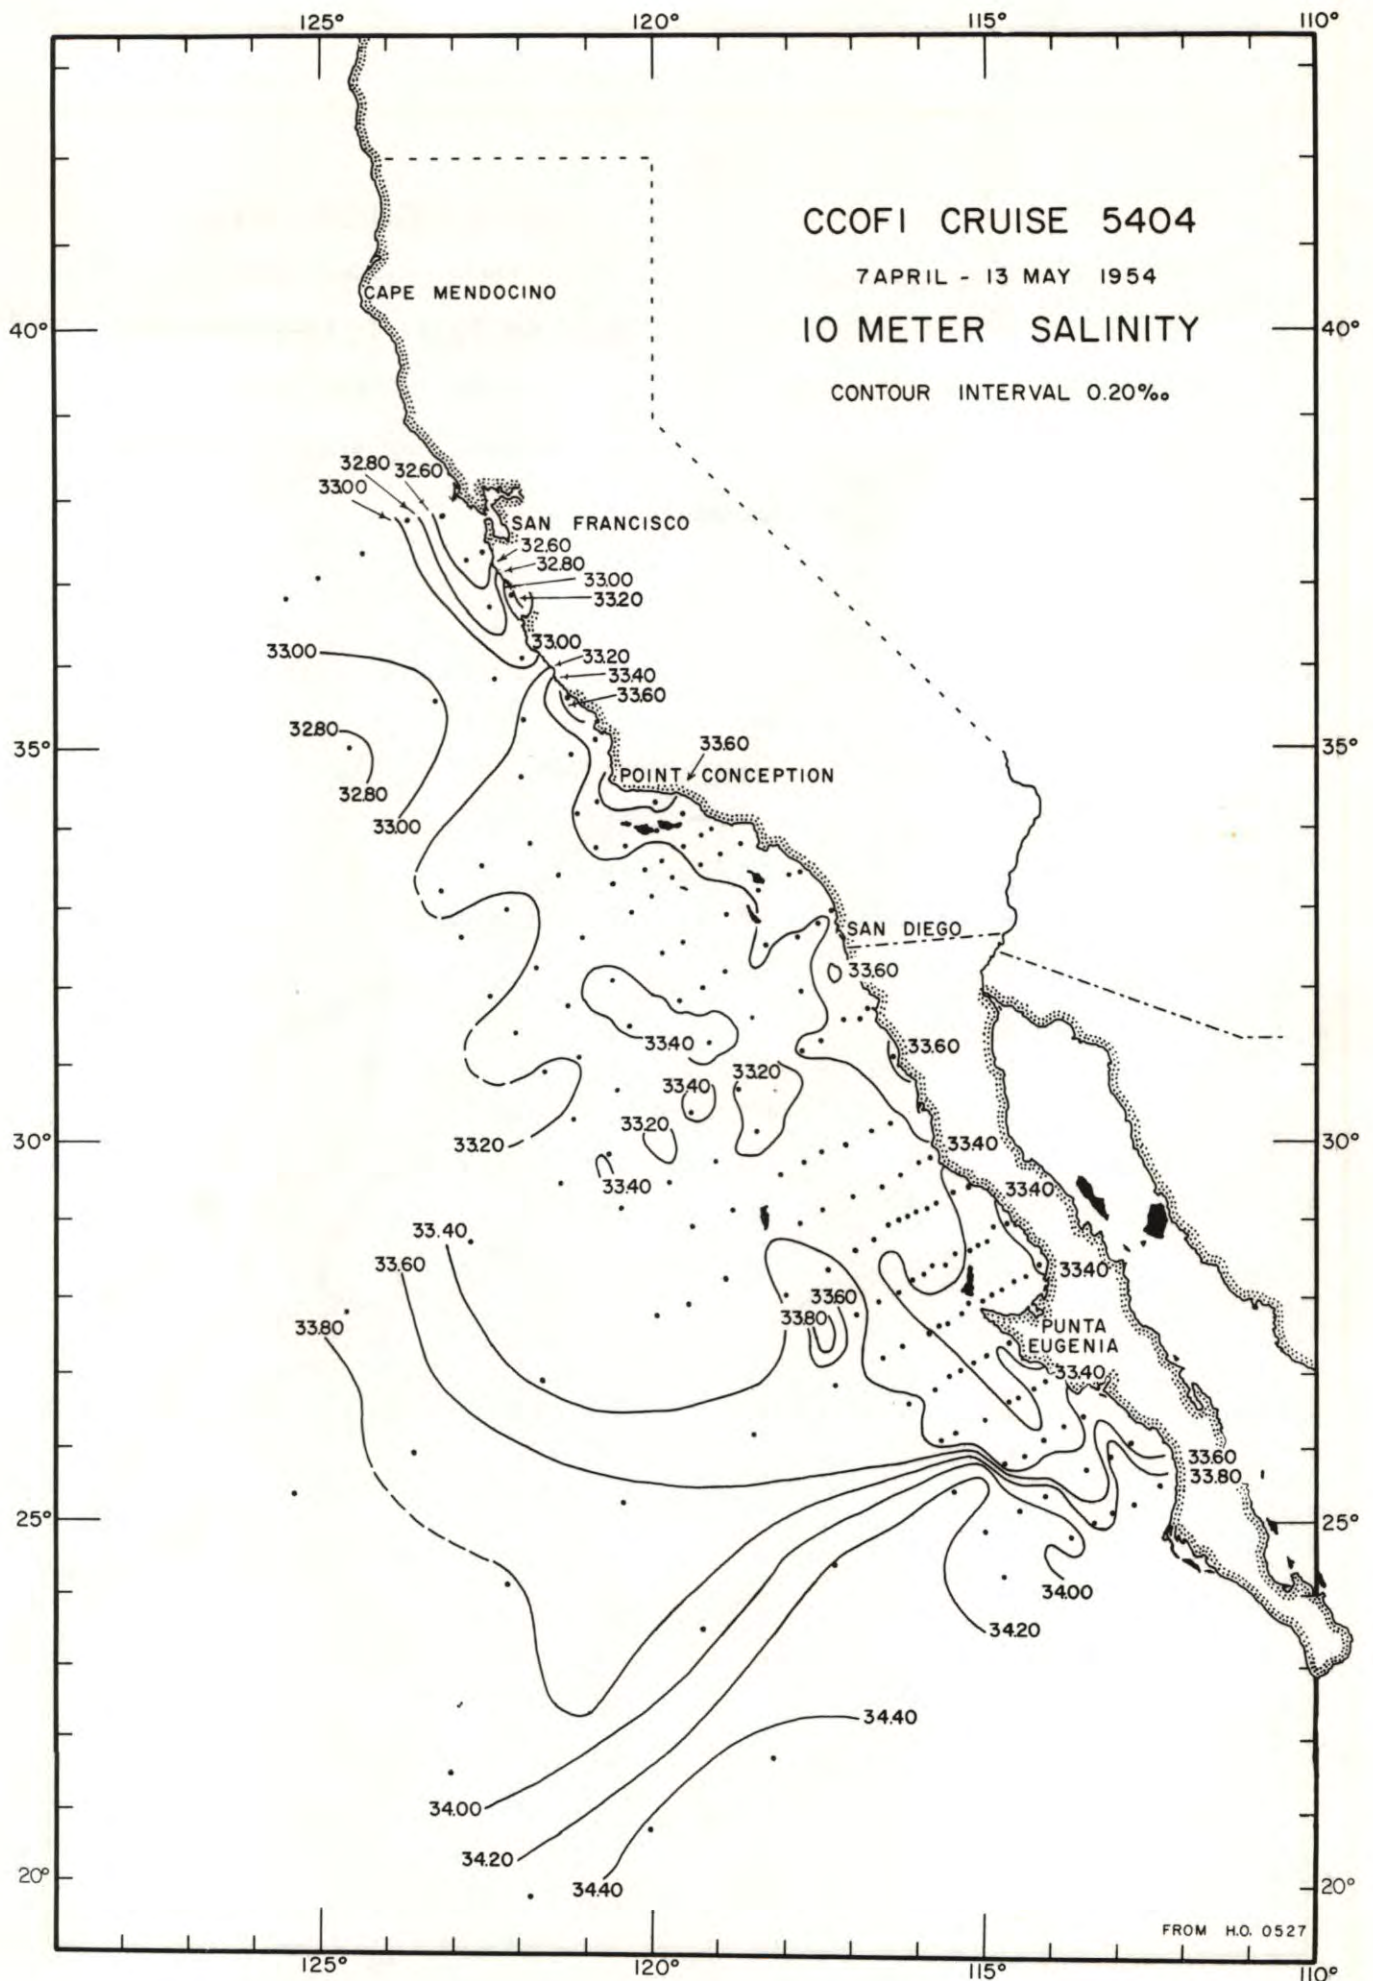 125° 120° 115° 110°
CCOFI CRUISE 5404
7 APRIL - 13 MAY 1954
CAPE MENDOCINO
40° 10 METER SALINITY 40°
CONTOUR INTERVAL 0.20‰
32.80 32.60
33.00
SAN FRANCISCO
32.60
32.80
33.00
33.20
33.00
33.00
33.20
33.40
33.60
32.80
35° 33.60 35°
POINT CONCEPTION
32.80
33.00
SAN DIEGO
33.60
33.40
33.60
33.20
33.40
33.20
30° 33.20 33.40 30°
33.40
33.40
33.40
33.60
33.40
33.60
33.80
33.80
PUNTA
EUGENIA
33.40
33.60
33.80
25° 25°
34.00
34.20
34.40
34.00
34.20
20° 34.40 20°
FROM H.O. 0527
125° 120° 115° 110°